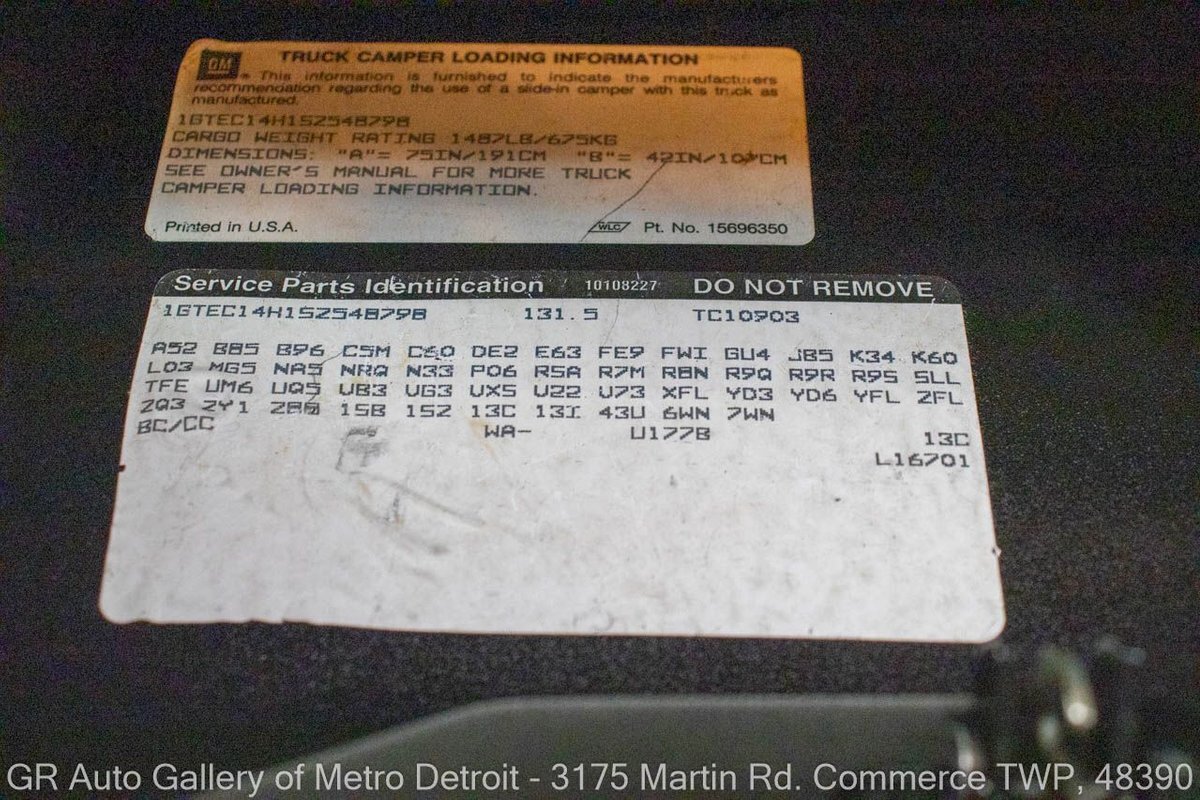 GM TRUCK CAMPER LOADING INFORMATION
This information is furnished to indicate the manufacturers
recommendation regarding the use of a slide-in camper with this truck as
manufactured.
1GTEC14H1SZ548798
CARGO WEIGHT RATING 1487LB/675KG
DIMENSIONS: "A"= 75IN/191CM "B"= 42IN/107CM
SEE OWNER'S MANUAL FOR MORE TRUCK
CAMPER LOADING INFORMATION.
Printed in U.S.A. WLC Pt. No. 15696350
Service Parts Identification 10108227 DO NOT REMOVE
1GTEC14H1SZ548798 131.5 TC10903
A52 B85 B96 C5M C60 DE2 E63 FE9 FWI GU4 JB5 K34 K60
L03 MG5 NA5 NRQ N33 P06 R5A R7M R8N R9Q R9R R9S SLL
TFE UM6 UQ5 VB3 VG3 UX5 V22 V73 XFL YD3 YD6 YFL ZFL
ZQ3 ZY1 15B 15Z 13C 13I 43U 6WN 7WN
BC/CC WA- U177B 13C
L16701
GR Auto Gallery of Metro Detroit - 3175 Martin Rd. Commerce TWP, 48390